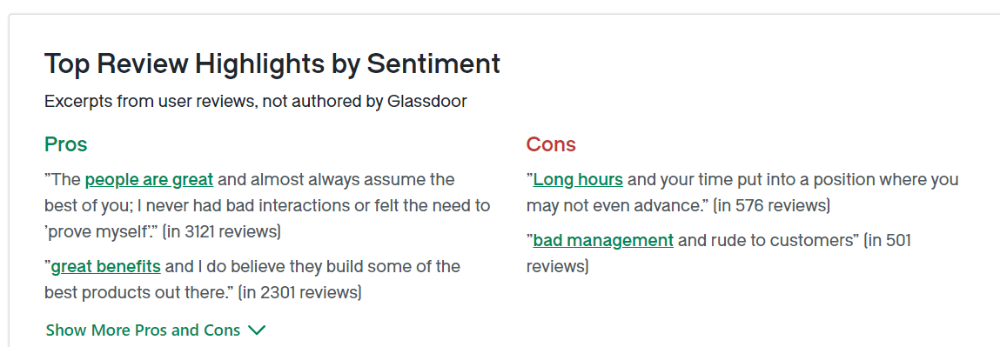 Top Review Highlights by Sentiment
Excerpts from user reviews, not authored by Glassdoor
Pros
”The people are great and almost always assume the
best of you; I never had bad interactions or felt the need to
’prove myself’.” (in 3121 reviews)
”great benefits and I do believe they build some of the
best products out there.” (in 2301 reviews)
Show More Pros and Cons
Cons
”Long hours and your time put into a position where you
may not even advance.” (in 576 reviews)
”bad management and rude to customers” (in 501
reviews)